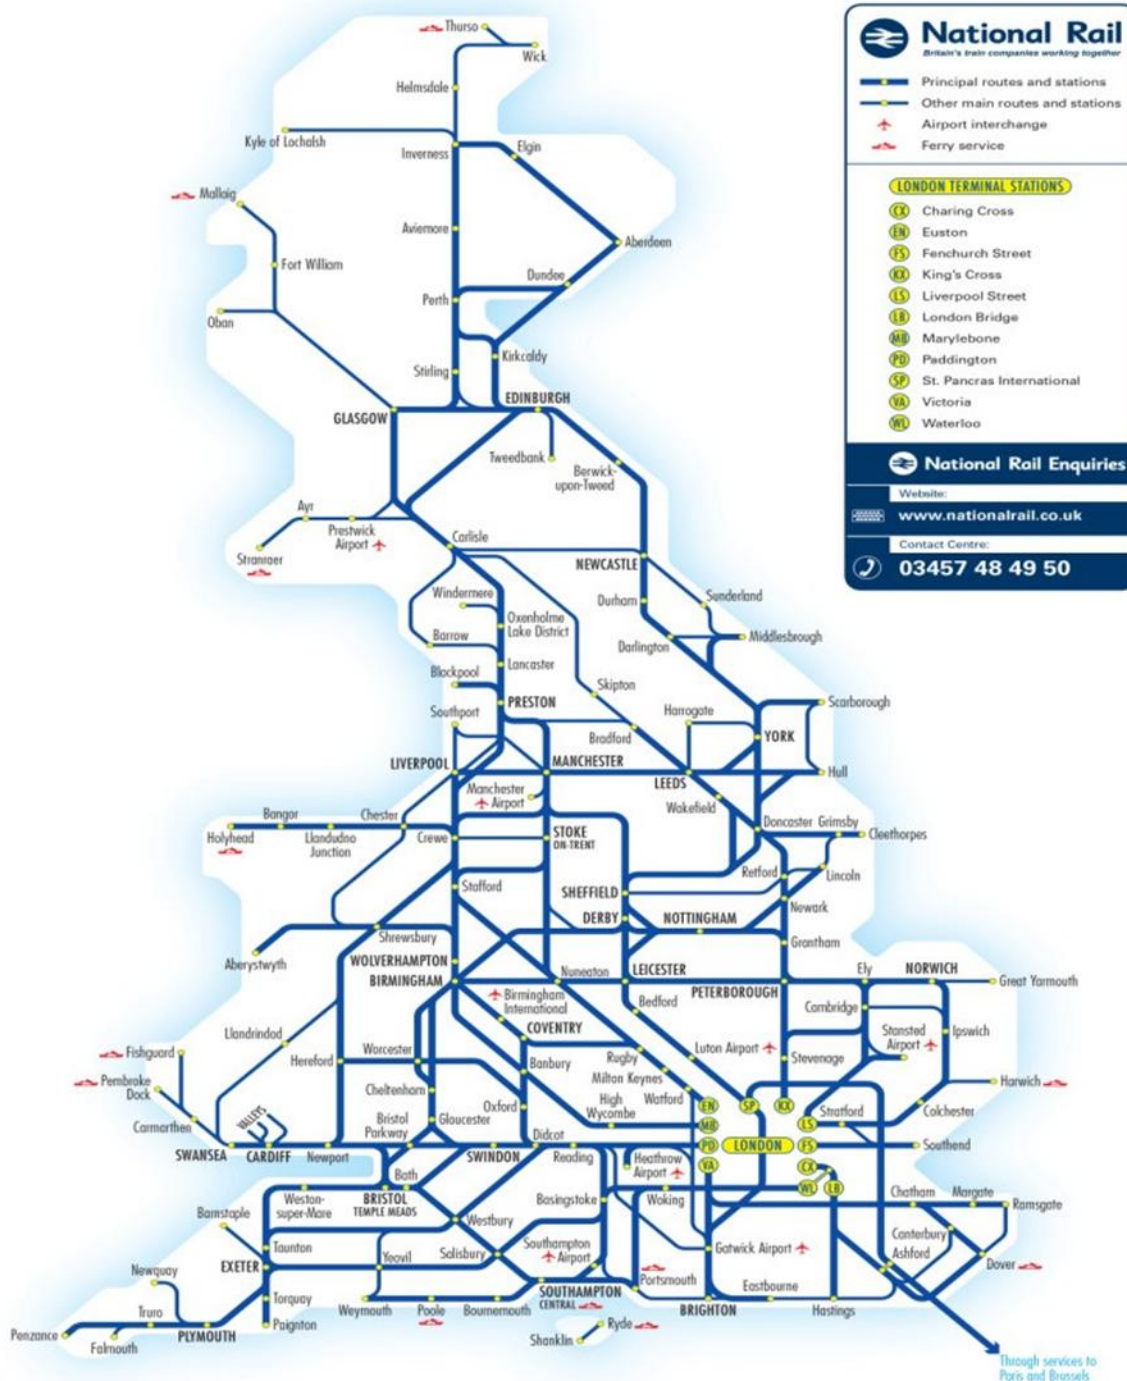 National Rail
Britain's train companies working together
Principal routes and stations
Other main routes and stations
Airport interchange
Ferry service
LONDON TERMINAL STATIONS
CX Charing Cross
EN Euston
FS Fenchurch Street
KX King's Cross
LS Liverpool Street
LB London Bridge
MB Marylebone
PD Paddington
SP St. Pancras International
VA Victoria
WL Waterloo
National Rail Enquiries
Website:
www.nationalrail.co.uk
Contact Centre:
03457 48 49 50
Thurso
Wick
Helmsdale
Kyle of Lochalsh
Inverness
Elgin
Mallaig
Aviemore
Aberdeen
Fort William
Dundee
Perth
Oban
Kirkcaldy
Stirling
EDINBURGH
GLASGOW
Tweedbank
Berwick-
upon-Tweed
Ayr
Prestwick
Airport
Stranraer
Carlisle
NEWCASTLE
Windermere
Durham
Sunderland
Oxenholme
Lake District
Barrow
Darlington
Middlesbrough
Lancaster
Blackpool
Skipton
PRESTON
Scarborough
Southport
Harrogate
Bradford
YORK
LIVERPOOL
MANCHESTER
LEEDS
Hull
Manchester
Airport
Wakefield
Bangor
Chester
Doncaster
Grimsby
Cleethorpes
Holyhead
Llandudno
Junction
Crewe
STOKE
ON-TRENT
Retford
Lincoln
Stafford
SHEFFIELD
Newark
DERBY
NOTTINGHAM
Shrewsbury
Grantham
Aberystwyth
WOLVERHAMPTON
BIRMINGHAM
Nuneaton
LEICESTER
PETERBOROUGH
Ely
NORWICH
Great Yarmouth
Birmingham
International
Bedford
Cambridge
COVENTRY
Stansted
Airport
Ipswich
Llandrindod
Luton Airport
Fishguard
Hereford
Worcester
Banbury
Rugby
Stevenage
Pembroke
Dock
Milton Keynes
Harwich
Cheltenham
High
Wycombe
Watford
EN
SP
KX
Oxford
Colchester
Carmarthen
VALLEYS
Bristol
Parkway
Gloucester
MB
LS
Stratford
Didcot
SWANSEA
CARDIFF
Newport
SWINDON
Reading
PD
LONDON
FS
Southend
Heathrow
Airport
VA
CX
Bath
Weston-
super-Mare
BRISTOL
TEMPLE MEADS
Basingstoke
Woking
WL
LB
Chatham
Margate
Ramsgate
Barnstaple
Westbury
Canterbury
Taunton
Yeovil
Salisbury
Southampton
Airport
Gatwick Airport
Ashford
Dover
EXETER
Newquay
Portsmouth
Torquay
SOUTHAMPTON
CENTRAL
Eastbourne
Truro
Weymouth
Poole
Bournemouth
BRIGHTON
Hastings
Penzance
Falmouth
PLYMOUTH
Paignton
Ryde
Shanklin
Through services to
Paris and Brussels